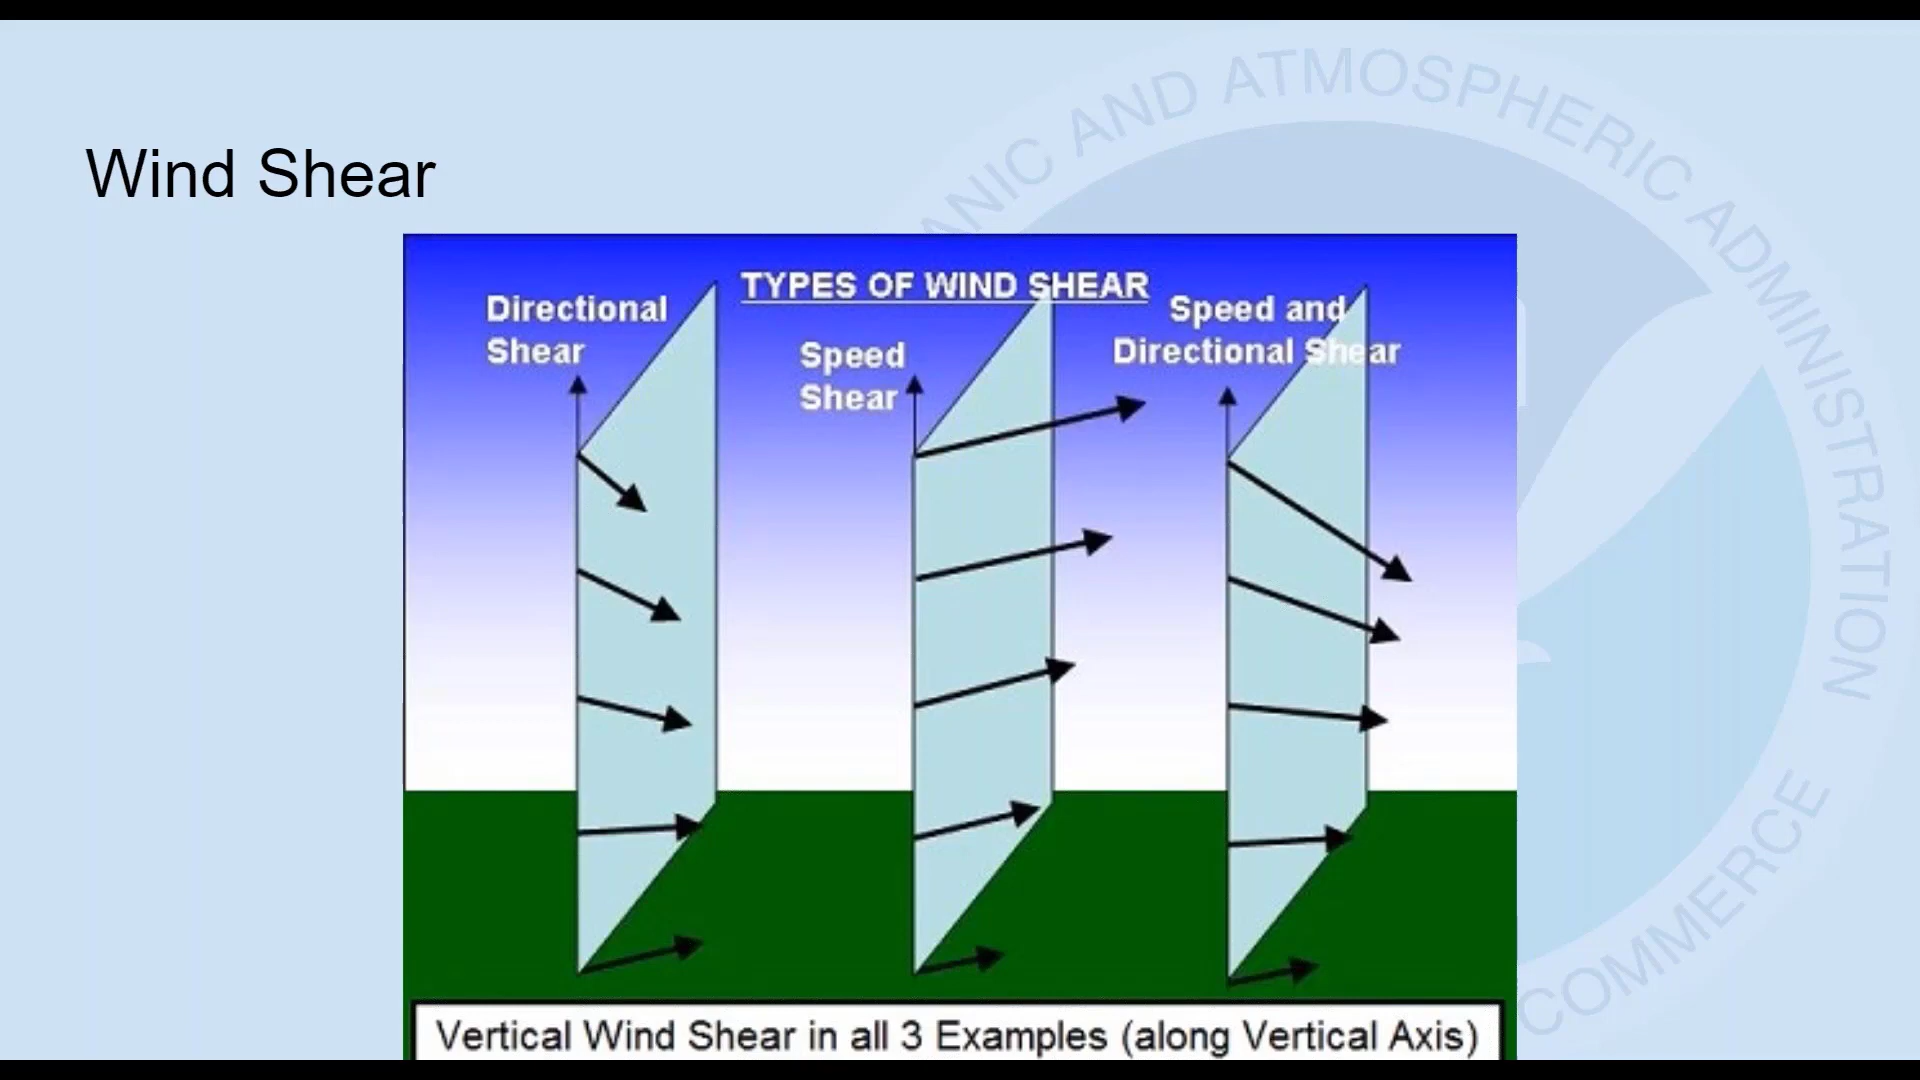 Wind Shear
ANIC AND ATMOSPHERIC ADMINISTRATION
COMMERCE
TYPES OF WIND SHEAR
Directional
Shear
Speed
Shear
Speed and
Directional Shear
Vertical Wind Shear in all 3 Examples (along Vertical Axis)